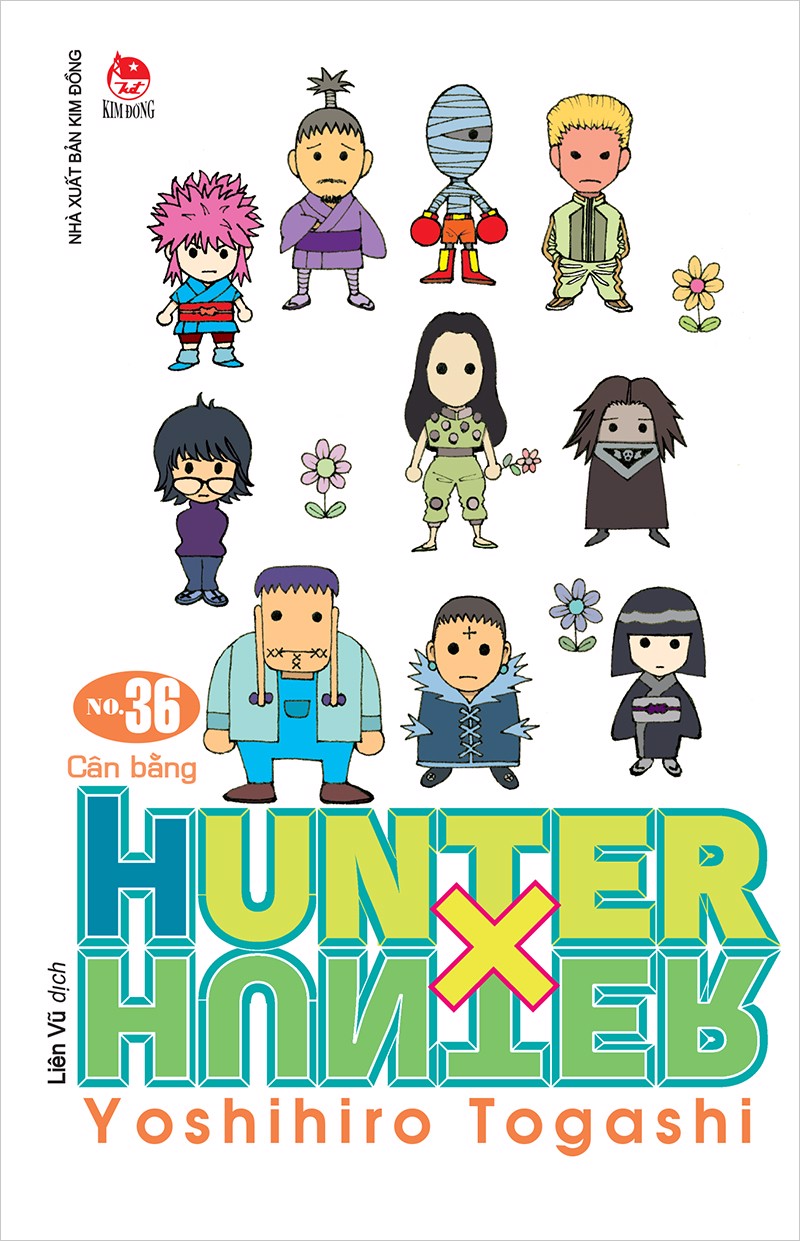 NHÀ XUẤT BẢN KIM ĐỒNG
KIM ĐỒNG
NO.36
Cân bằng
HUNTER
×
HUNTER
Liên Vũ dịch
Yoshihiro Togashi